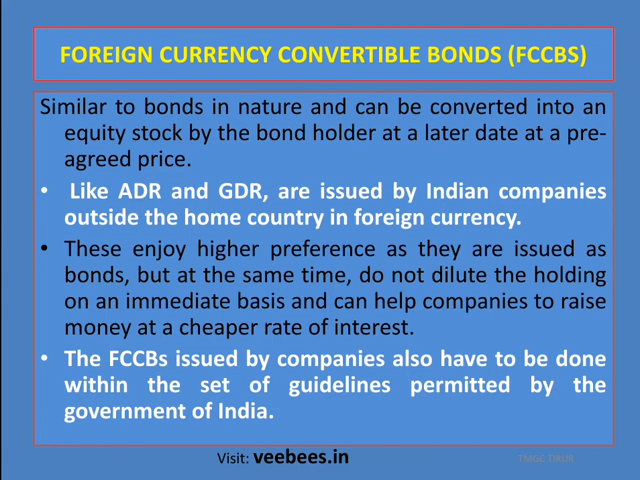 FOREIGN CURRENCY CONVERTIBLE BONDS (FCCBS)
Similar to bonds in nature and can be converted into an
equity stock by the bond holder at a later date at a pre-
agreed price.
• Like ADR and GDR, are issued by Indian companies
outside the home country in foreign currency.
• These enjoy higher preference as they are issued as
bonds, but at the same time, do not dilute the holding
on an immediate basis and can help companies to raise
money at a cheaper rate of interest.
• The FCCBs issued by companies also have to be done
within the set of guidelines permitted by the
government of India.
Visit: veebees.in
TMGC TIRUR